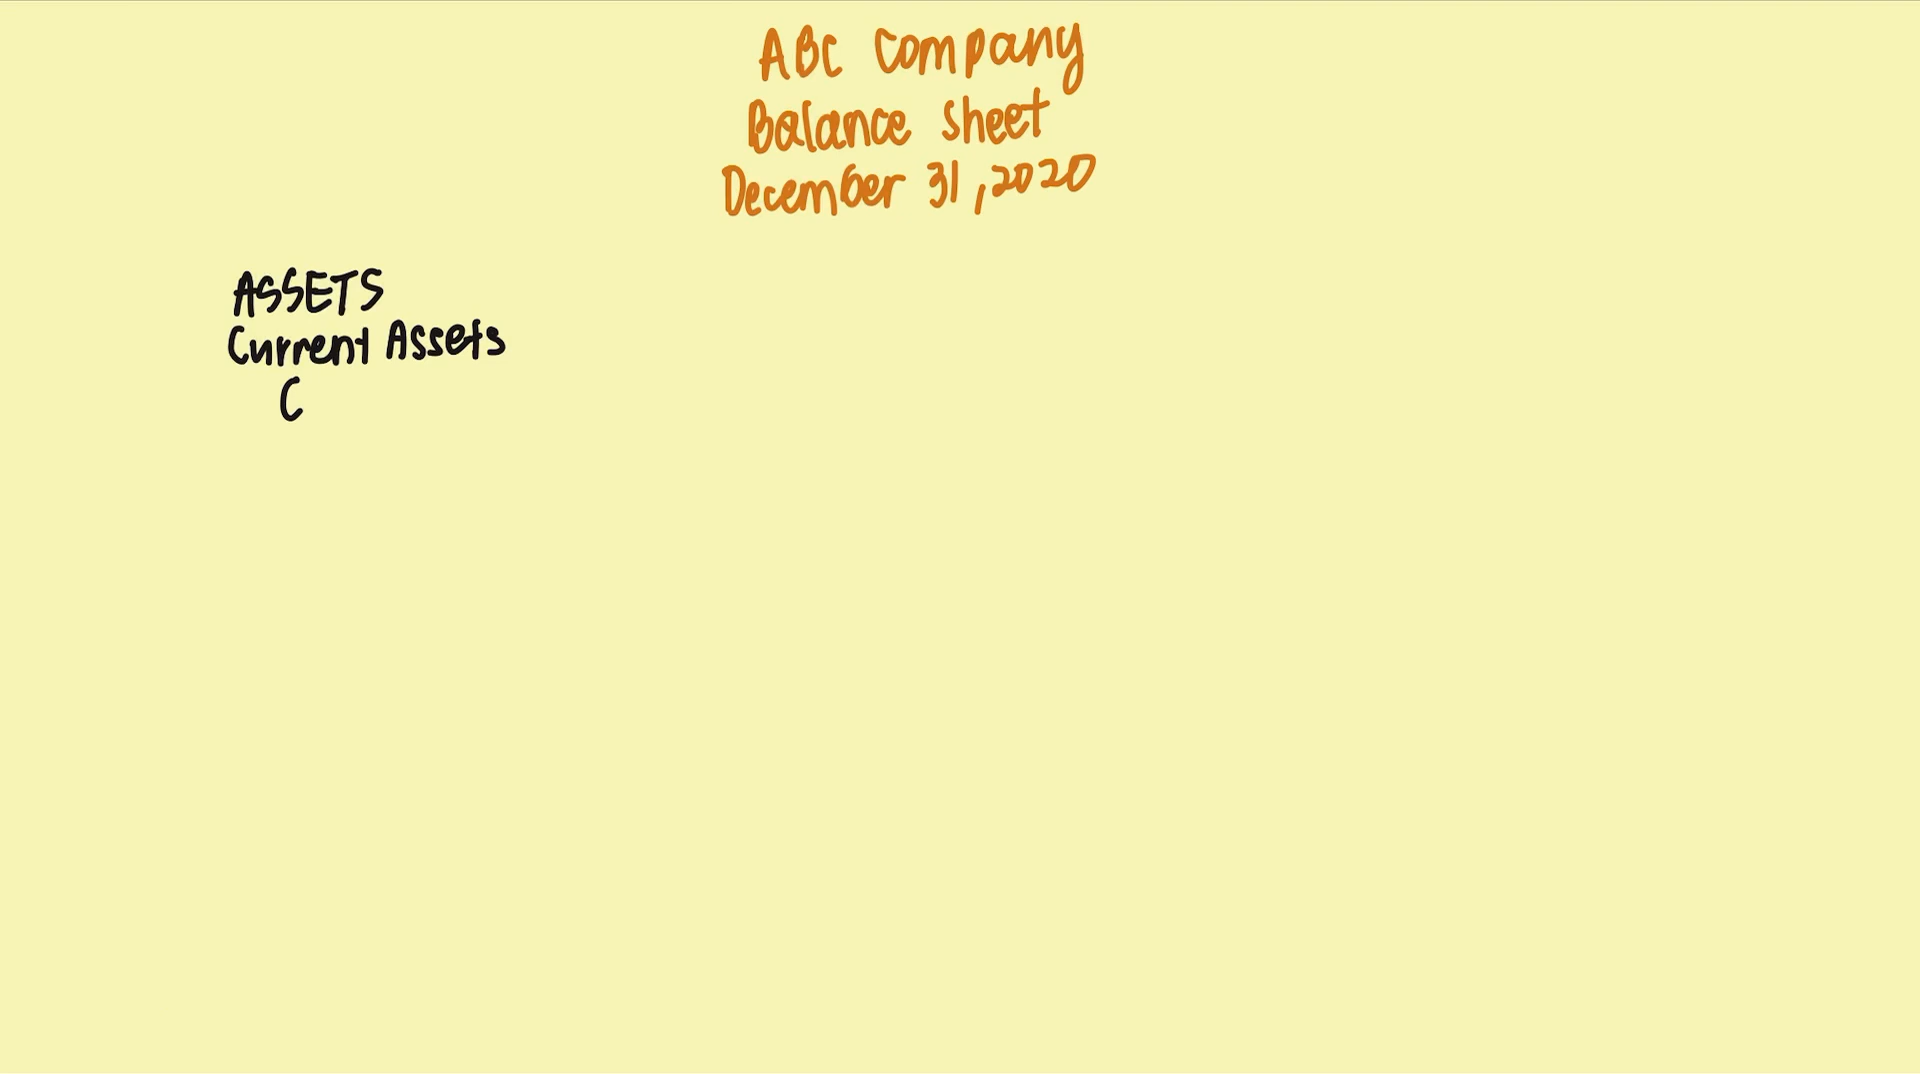 ABC Company
Balance Sheet
December 31, 2020
ASSETS
Current Assets
C